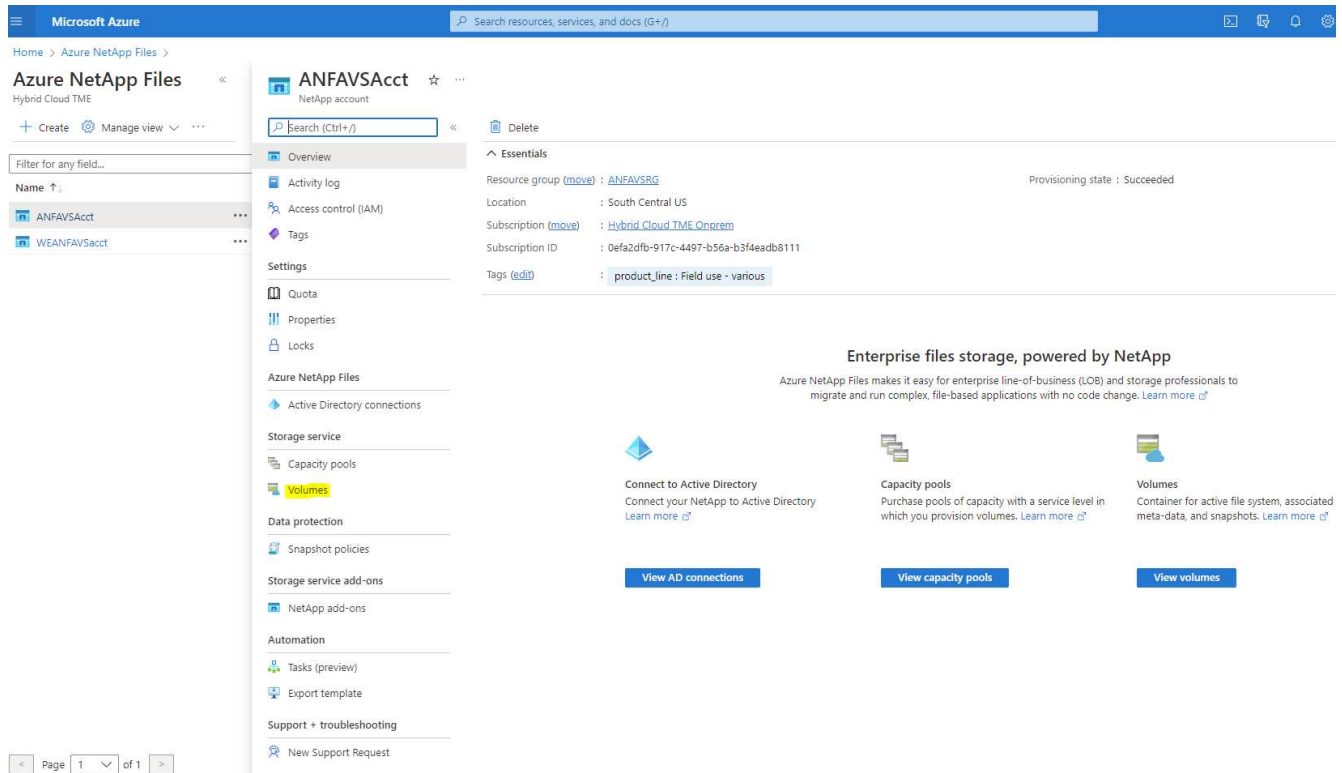 Microsoft Azure
Search resources, services, and docs (G+/)
Home > Azure NetApp Files >
Azure NetApp Files
Hybrid Cloud TME
+ Create Manage view ...
Filter for any field...
Name ↑↓
ANFAVSAcct ...
WEANFAVSacct ...
< Page 1 of 1 >
ANFAVSAcct ☆ ...
NetApp account
Search (Ctrl+/)
Overview
Activity log
Access control (IAM)
Tags
Settings
Quota
Properties
Locks
Azure NetApp Files
Active Directory connections
Storage service
Capacity pools
Volumes
Data protection
Snapshot policies
Storage service add-ons
NetApp add-ons
Automation
Tasks (preview)
Export template
Support + troubleshooting
New Support Request
Delete
Essentials
Resource group (move) : ANFAVSRG
Location : South Central US
Subscription (move) : Hybrid Cloud TME Onprem
Subscription ID : 0efa2dfb-917c-4497-b56a-b3f4eadb8111
Tags (edit) : product_line : Field use - various
Provisioning state : Succeeded
Enterprise files storage, powered by NetApp
Azure NetApp Files makes it easy for enterprise line-of-business (LOB) and storage professionals to
migrate and run complex, file-based applications with no code change. Learn more
Connect to Active Directory
Connect your NetApp to Active Directory
Learn more
View AD connections
Capacity pools
Purchase pools of capacity with a service level in
which you provision volumes. Learn more
View capacity pools
Volumes
Container for active file system, associated
meta-data, and snapshots. Learn more
View volumes